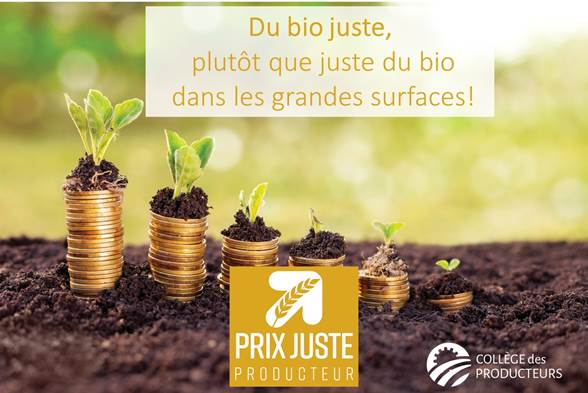 Du bio juste,
plutôt que juste du bio
dans les grandes surfaces!
PRIX JUSTE
PRODUCTEUR
COLLÈGE des
PRODUCTEURS